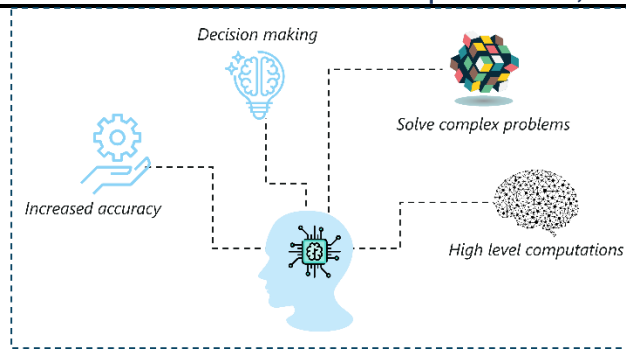 Decision making
Solve complex problems
Increased accuracy
High level computations